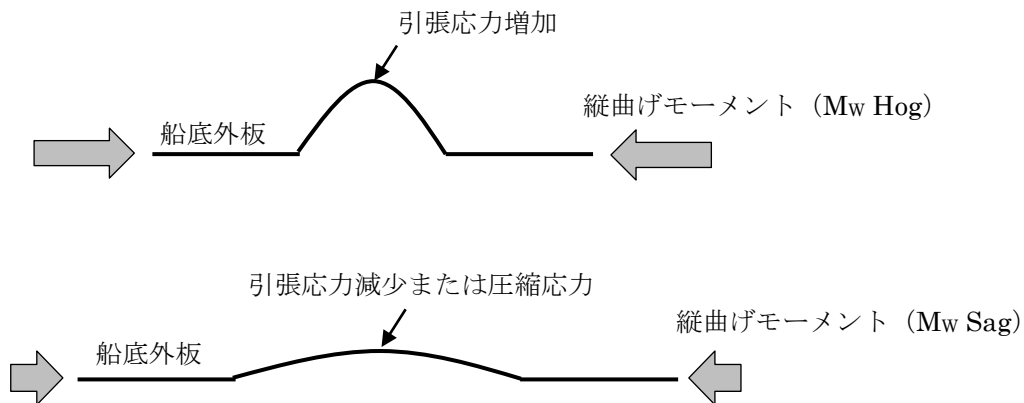 引張応力増加
縦曲げモーメント（Mw Hog）
船底外板
引張応力減少または圧縮応力
縦曲げモーメント（Mw Sag）
船底外板